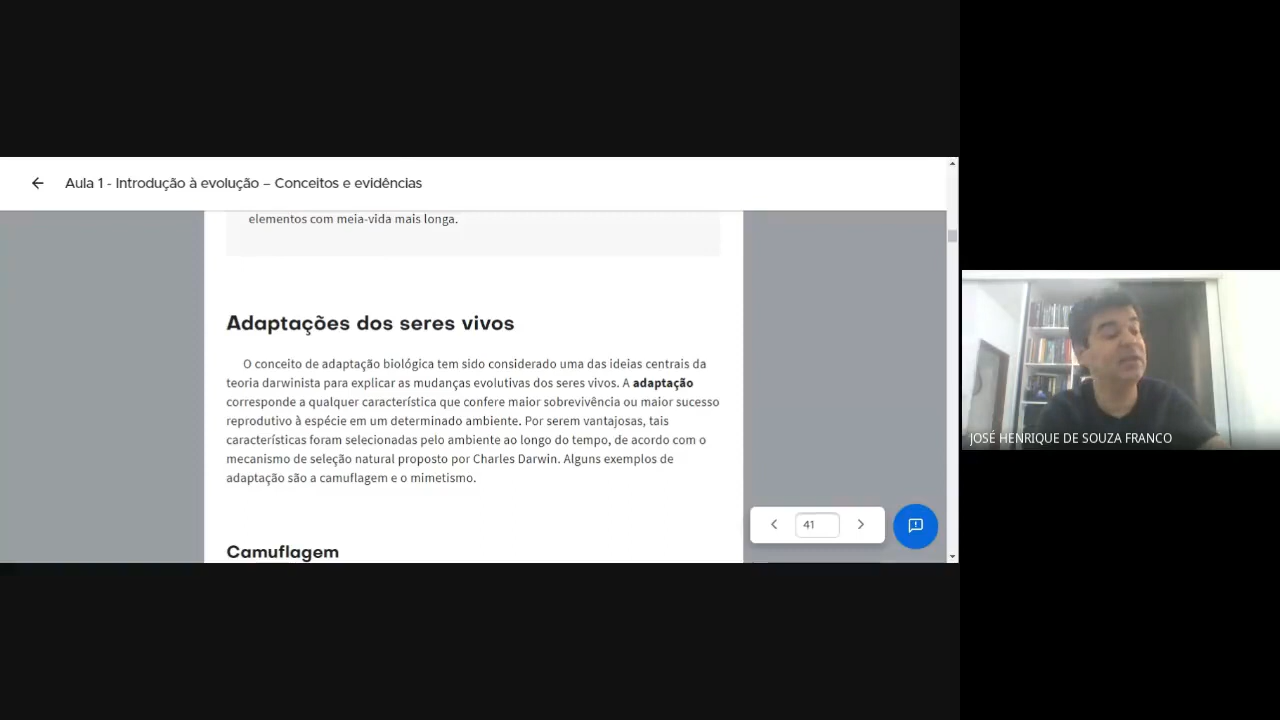 Aula 1 - Introdução à evolução – Conceitos e evidências
elementos com meia-vida mais longa.
Adaptações dos seres vivos
O conceito de adaptação biológica tem sido considerado uma das ideias centrais da
teoria darwinista para explicar as mudanças evolutivas dos seres vivos. A adaptação
corresponde a qualquer característica que confere maior sobrevivência ou maior sucesso
reprodutivo à espécie em um determinado ambiente. Por serem vantajosas, tais
características foram selecionadas pelo ambiente ao longo do tempo, de acordo com o
mecanismo de seleção natural proposto por Charles Darwin. Alguns exemplos de
adaptação são a camuflagem e o mimetismo.
Camuflagem
41
JOSÉ HENRIQUE DE SOUZA FRANCO